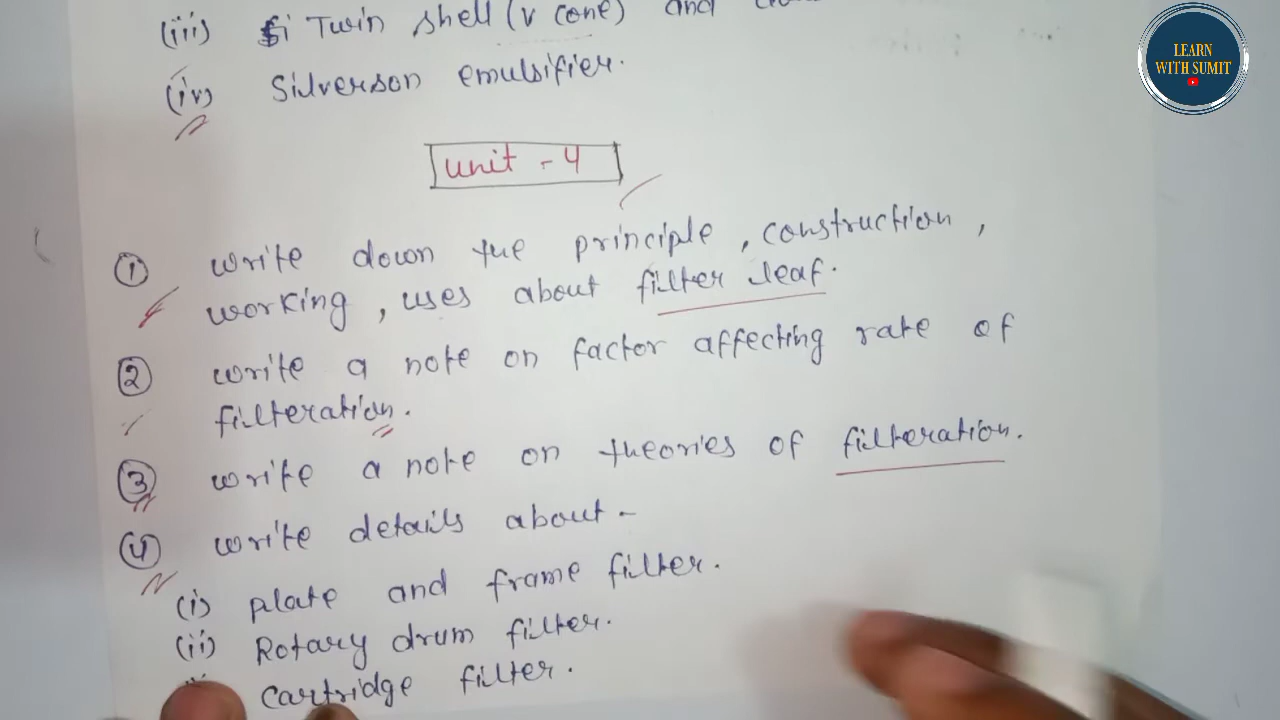 (iii) Twin shell (v cone) and
(iv) Silverson emulsifier.
LEARN
WITH SUMIT
unit - 4
① write down the principle, construction,
working, uses about filter leaf.
② write a note on factor affecting rate of
filteration.
③ write a note on theories of filteration.
④ write details about -
(i) plate and frame filter.
(ii) Rotary drum filter.
cartridge filter.